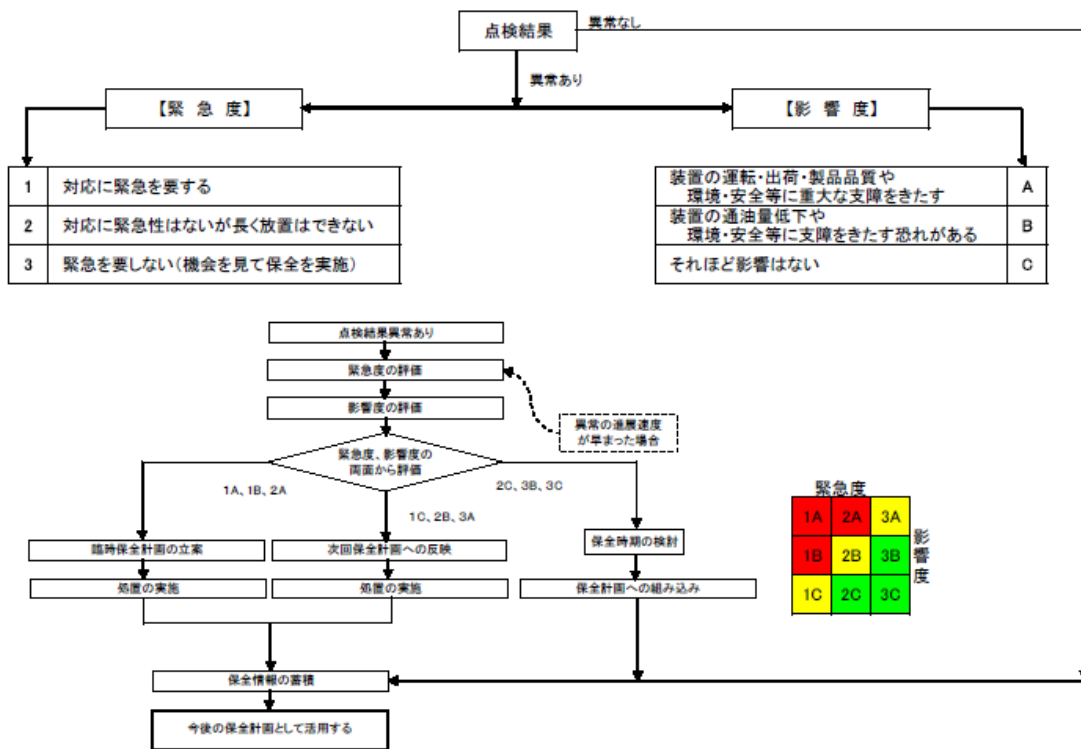 点検結果
異常なし
異常あり
【緊 急 度】
【影 響 度】
1 対応に緊急を要する
2 対応に緊急性はないが長く放置はできない
3 緊急を要しない(機会を見て保全を実施)
装置の運転・出荷・製品品質や
環境・安全等に重大な支障をきたす
A
装置の通油量低下や
環境・安全等に支障をきたす恐れがある
B
それほど影響はない
C
点検結果異常あり
緊急度の評価
影響度の評価
異常の進展速度
が早まった場合
緊急度、影響度の
両面から評価
1A、1B、2A
1C、2B、3A
2C、3B、3C
臨時保全計画の立案
次回保全計画への反映
保全時期の検討
処置の実施
処置の実施
保全計画への組み込み
緊急度
影響度
1A 2A 3A
1B 2B 3B
1C 2C 3C
保全情報の蓄積
今後の保全計画として活用する